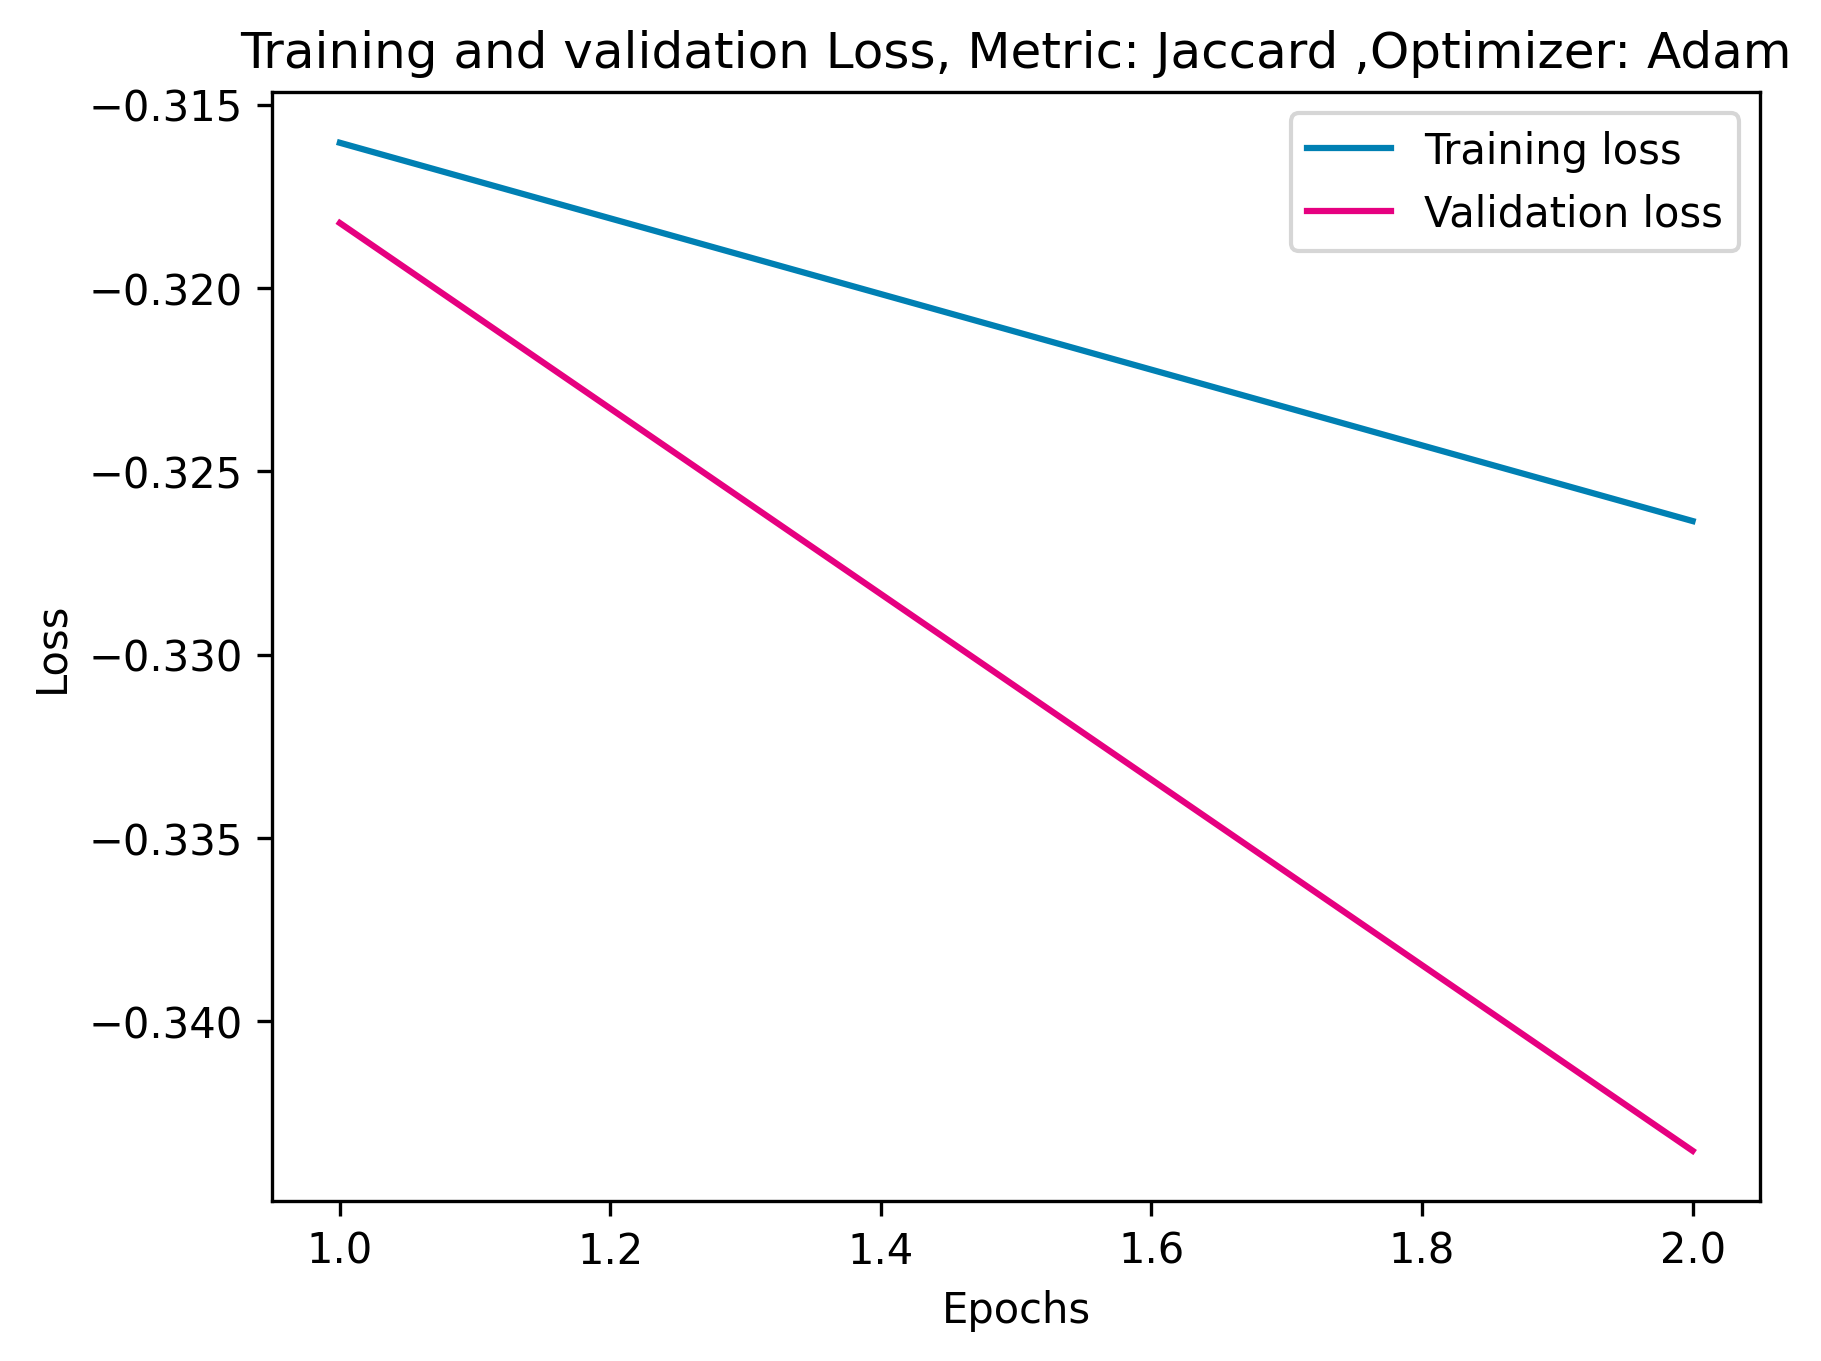 Training and validation Loss, Metric: Jaccard ,Optimizer: Adam
Training loss
Validation loss
−0.315
−0.320
−0.325
−0.330
−0.335
−0.340
Loss
1.0 1.2 1.4 1.6 1.8 2.0
Epochs